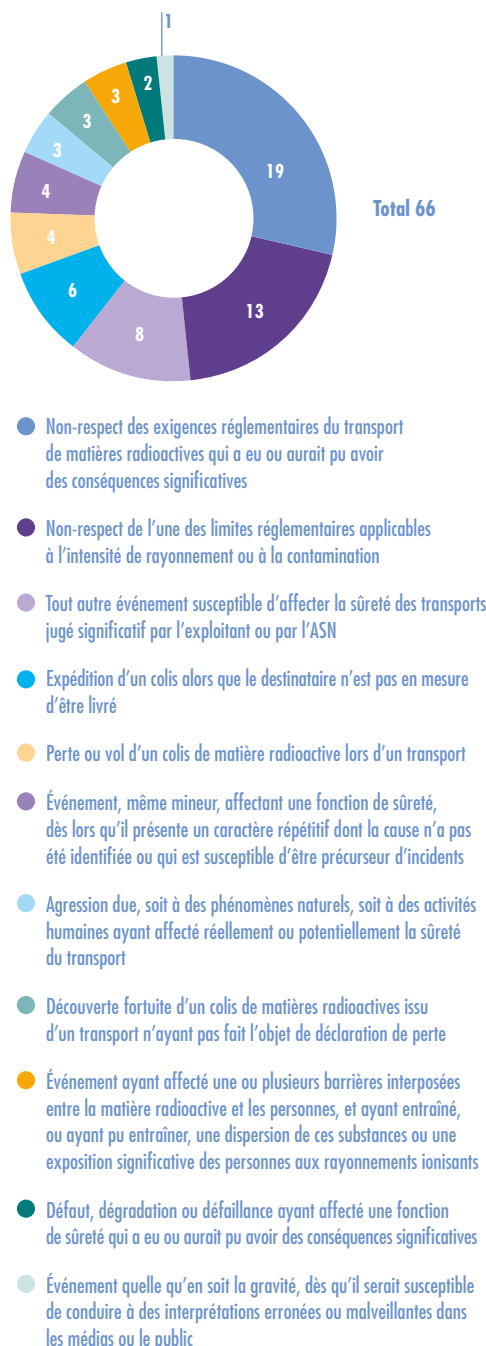 1
2
3
3
3
4
4
6
8
13
19
Total 66
Non-respect des exigences réglementaires du transport
de matières radioactives qui a eu ou aurait pu avoir
des conséquences significatives
Non-respect de l’une des limites réglementaires applicables
à l’intensité de rayonnement ou à la contamination
Tout autre événement susceptible d’affecter la sûreté des transports
jugé significatif par l’exploitant ou par l’ASN
Expédition d’un colis alors que le destinataire n’est pas en mesure
d’être livré
Perte ou vol d’un colis de matière radioactive lors d’un transport
Événement, même mineur, affectant une fonction de sûreté,
dès lors qu’il présente un caractère répétitif dont la cause n’a pas
été identifiée ou qui est susceptible d’être précurseur d’incidents
Agression due, soit à des phénomènes naturels, soit à des activités
humaines ayant affecté réellement ou potentiellement la sûreté
du transport
Découverte fortuite d’un colis de matières radioactives issu
d’un transport n’ayant pas fait l’objet de déclaration de perte
Événement ayant affecté une ou plusieurs barrières interposées
entre la matière radioactive et les personnes, et ayant entraîné,
ou ayant pu entraîner, une dispersion de ces substances ou une
exposition significative des personnes aux rayonnements ionisants
Défaut, dégradation ou défaillance ayant affecté une fonction
de sûreté qui a eu ou aurait pu avoir des conséquences significatives
Événement quelle qu’en soit la gravité, dès qu’il serait susceptible
de conduire à des interprétations erronées ou malveillantes dans
les médias ou le public